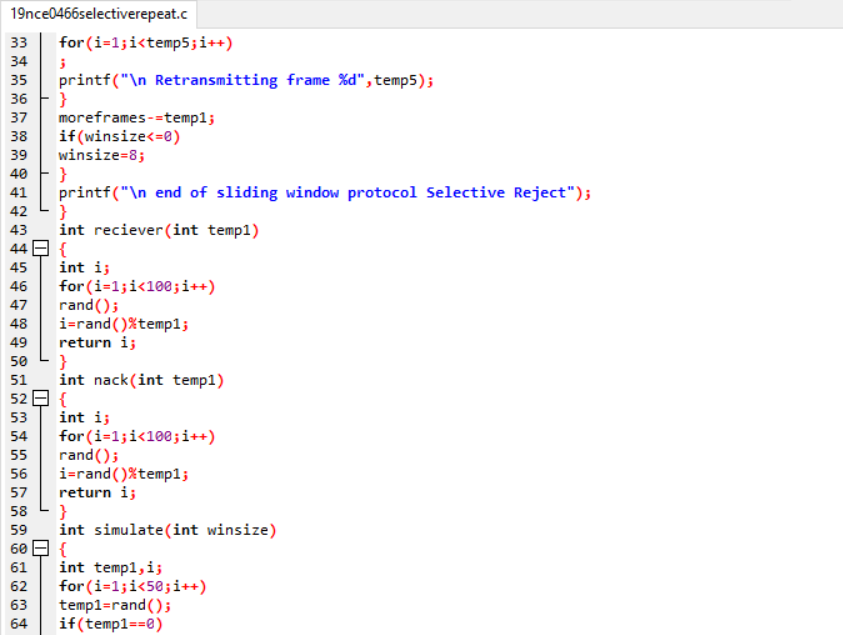 19nce0466selectiverepeat.c
33 for(i=1;i<temp5;i++)
34 ;
35 printf("\n Retransmitting frame %d",temp5);
36 }
37 moreframes-=temp1;
38 if(winsize<=0)
39 winsize=8;
40 }
41 printf("\n end of sliding window protocol Selective Reject");
42 }
43 int reciever(int temp1)
44 {
45 int i;
46 for(i=1;i<100;i++)
47 rand();
48 i=rand()%temp1;
49 return i;
50 }
51 int nack(int temp1)
52 {
53 int i;
54 for(i=1;i<100;i++)
55 rand();
56 i=rand()%temp1;
57 return i;
58 }
59 int simulate(int winsize)
60 {
61 int temp1,i;
62 for(i=1;i<50;i++)
63 temp1=rand();
64 if(temp1==0)